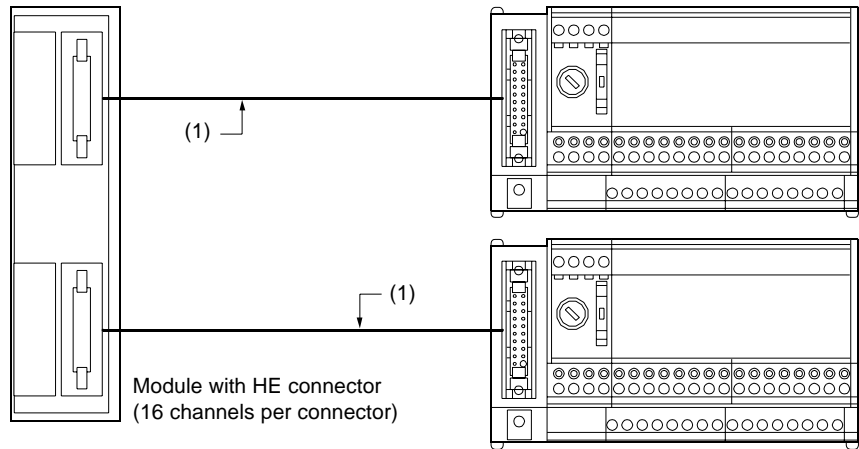 (1)
(1)
Module with HE connector
(16 channels per connector)